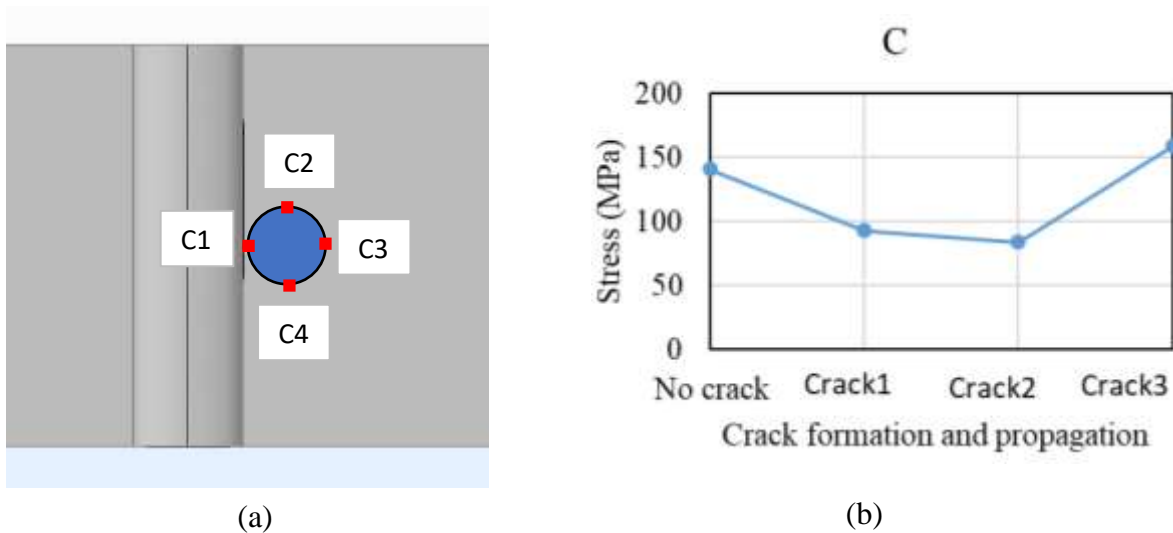 C2
C1
C3
C4
(a)
C
200
150
100
50
0
Stress (MPa)
No crack Crack1 Crack2 Crack3
Crack formation and propagation
(b)